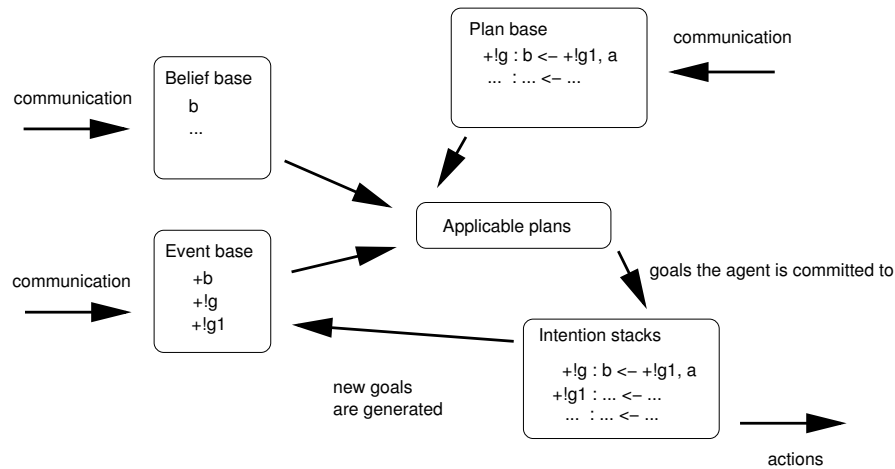 Plan base
+!g : b <− +!g1, a
... : ... <− ...
communication
Belief base
b
...
communication
Applicable plans
Event base
+b
+!g
+!g1
communication
goals the agent is committed to
Intention stacks
+!g : b <− +!g1, a
+!g1 : ... <− ...
... : ... <− ...
new goals
are generated
actions